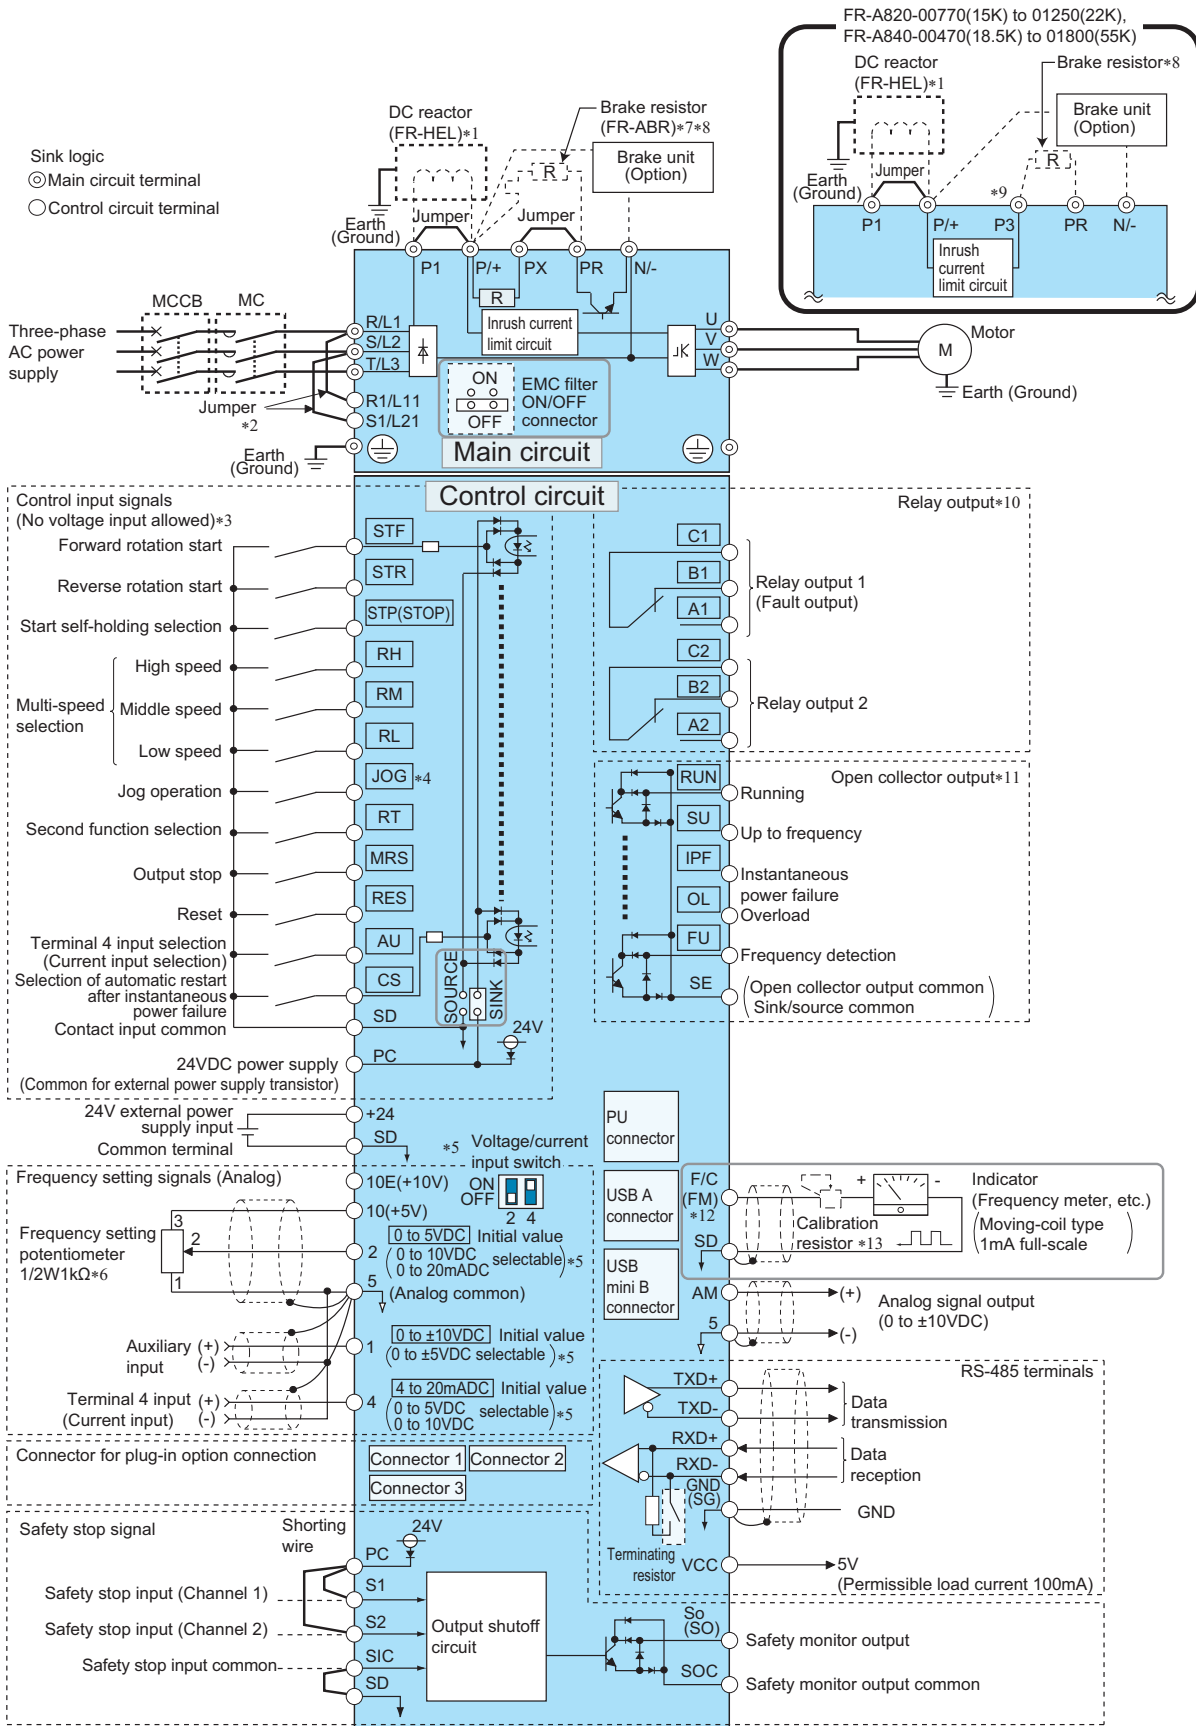 FR-A820-00770(15K) to 01250(22K),
FR-A840-00470(18.5K) to 01800(55K)
DC reactor
(FR-HEL)*1
Brake resistor*8
Brake unit
(Option)
R
Earth
(Ground)
Jumper
*9
P1
P/+
P3
PR
N/-
Inrush
current
limit circuit
Sink logic
Main circuit terminal
Control circuit terminal
DC reactor
(FR-HEL)*1
Brake resistor
(FR-ABR)*7*8
Brake unit
(Option)
R
Earth
(Ground)
Jumper
Jumper
P1
P/+
PX
PR
N/-
R
Inrush current
limit circuit
MCCB
MC
Three-phase
AC power
supply
R/L1
S/L2
T/L3
R1/L11
S1/L21
Jumper
*2
Earth
(Ground)
ON
OFF
EMC filter
ON/OFF
connector
Main circuit
U
V
W
Motor
M
Earth (Ground)
Control circuit
Control input signals
(No voltage input allowed)*3
Forward rotation start
STF
Reverse rotation start
STR
Start self-holding selection
STP(STOP)
Multi-speed
selection
High speed
RH
Middle speed
RM
Low speed
RL
Jog operation
JOG *4
Second function selection
RT
Output stop
MRS
Reset
RES
Terminal 4 input selection
(Current input selection)
AU
Selection of automatic restart
after instantaneous
power failure
CS
Contact input common
SD
SOURCE
SINK
24V
24VDC power supply
(Common for external power supply transistor)
PC
Relay output*10
C1
B1
A1
Relay output 1
(Fault output)
C2
B2
A2
Relay output 2
Open collector output*11
RUN
Running
SU
Up to frequency
IPF
Instantaneous
power failure
OL
Overload
FU
Frequency detection
SE
Open collector output common
Sink/source common
24V external power
supply input
Common terminal
+24
SD
*5 Voltage/current
input switch
ON
OFF
2 4
Frequency setting signals (Analog)
10E(+10V)
10(+5V)
Frequency setting
potentiometer
1/2W1kΩ*6
3
2
1
2
0 to 5VDC Initial value
0 to 10VDC
0 to 20mADC
selectable *5
5
(Analog common)
Auxiliary
input
(+)
(-)
1
0 to ±10VDC Initial value
(0 to ±5VDC selectable) *5
Terminal 4 input
(Current input)
(+)
(-)
4
4 to 20mADC Initial value
0 to 5VDC
0 to 10VDC
selectable *5
PU
connector
USB A
connector
USB
mini B
connector
F/C
(FM)
*12
SD
Calibration
resistor *13
+ -
Indicator
(Frequency meter, etc.)
Moving-coil type
1mA full-scale
AM
(+)
5
(-)
Analog signal output
(0 to ±10VDC)
RS-485 terminals
TXD+
TXD-
Data
transmission
RXD+
RXD-
Data
reception
GND
(SG)
GND
Terminating
resistor
VCC
5V
(Permissible load current 100mA)
Connector for plug-in option connection
Connector 1
Connector 2
Connector 3
Safety stop signal
Shorting
wire
24V
PC
Safety stop input (Channel 1)
S1
Safety stop input (Channel 2)
S2
Safety stop input common
SIC
SD
Output shutoff
circuit
So
(SO)
Safety monitor output
SOC
Safety monitor output common